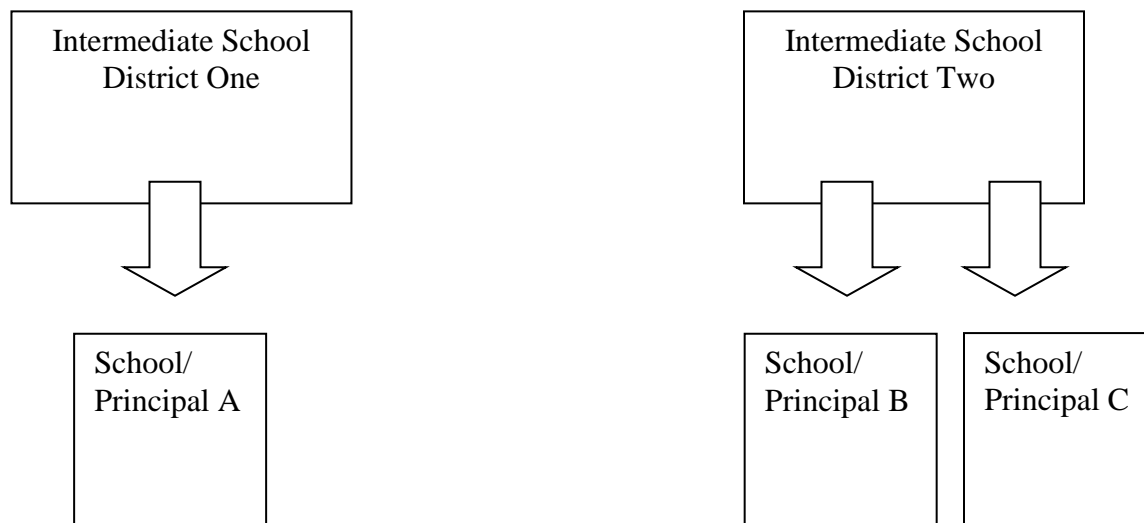 Intermediate School
District One
Intermediate School
District Two
School/
Principal A
School/
Principal B
School/
Principal C